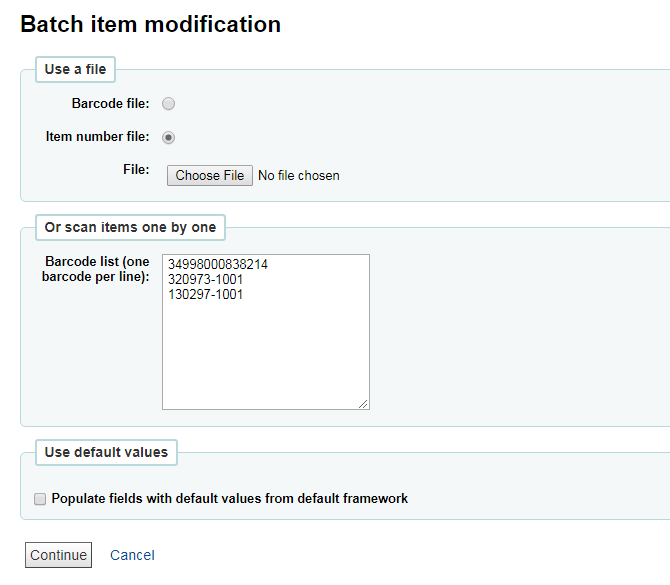 Batch item modification
Use a file
Barcode file:
Item number file:
File: Choose File No file chosen
Or scan items one by one
Barcode list (one
barcode per line):
34998000838214
320973-1001
130297-1001
Use default values
Populate fields with default values from default framework
Continue Cancel